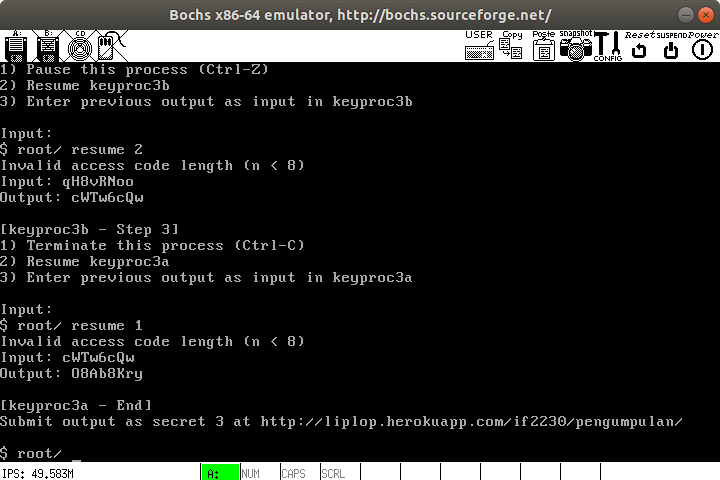 Bochs x86-64 emulator, http://bochs.sourceforge.net/
A: B: CD USER Copy Paste Snapshot CONFIG Reset SUSPEND Power
1) Pause this process (Ctrl-Z)
2) Resume keyproc3b
3) Enter previous output as input in keyproc3b
Input:
$ root/ resume 2
Invalid access code length (n < 8)
Input: qH8vRNoo
Output: cWTw6cQw
[keyproc3b - Step 3]
1) Terminate this process (Ctrl-C)
2) Resume keyproc3a
3) Enter previous output as input in keyproc3a
Input:
$ root/ resume 1
Invalid access code length (n < 8)
Input: cWTw6cQw
Output: O8Ab8Kry
[keyproc3a - End]
Submit output as secret 3 at http://liplop.herokuapp.com/if2230/pengumpulan/
$ root/ _
IPS: 49.583M A: NUM CAPS SCRL